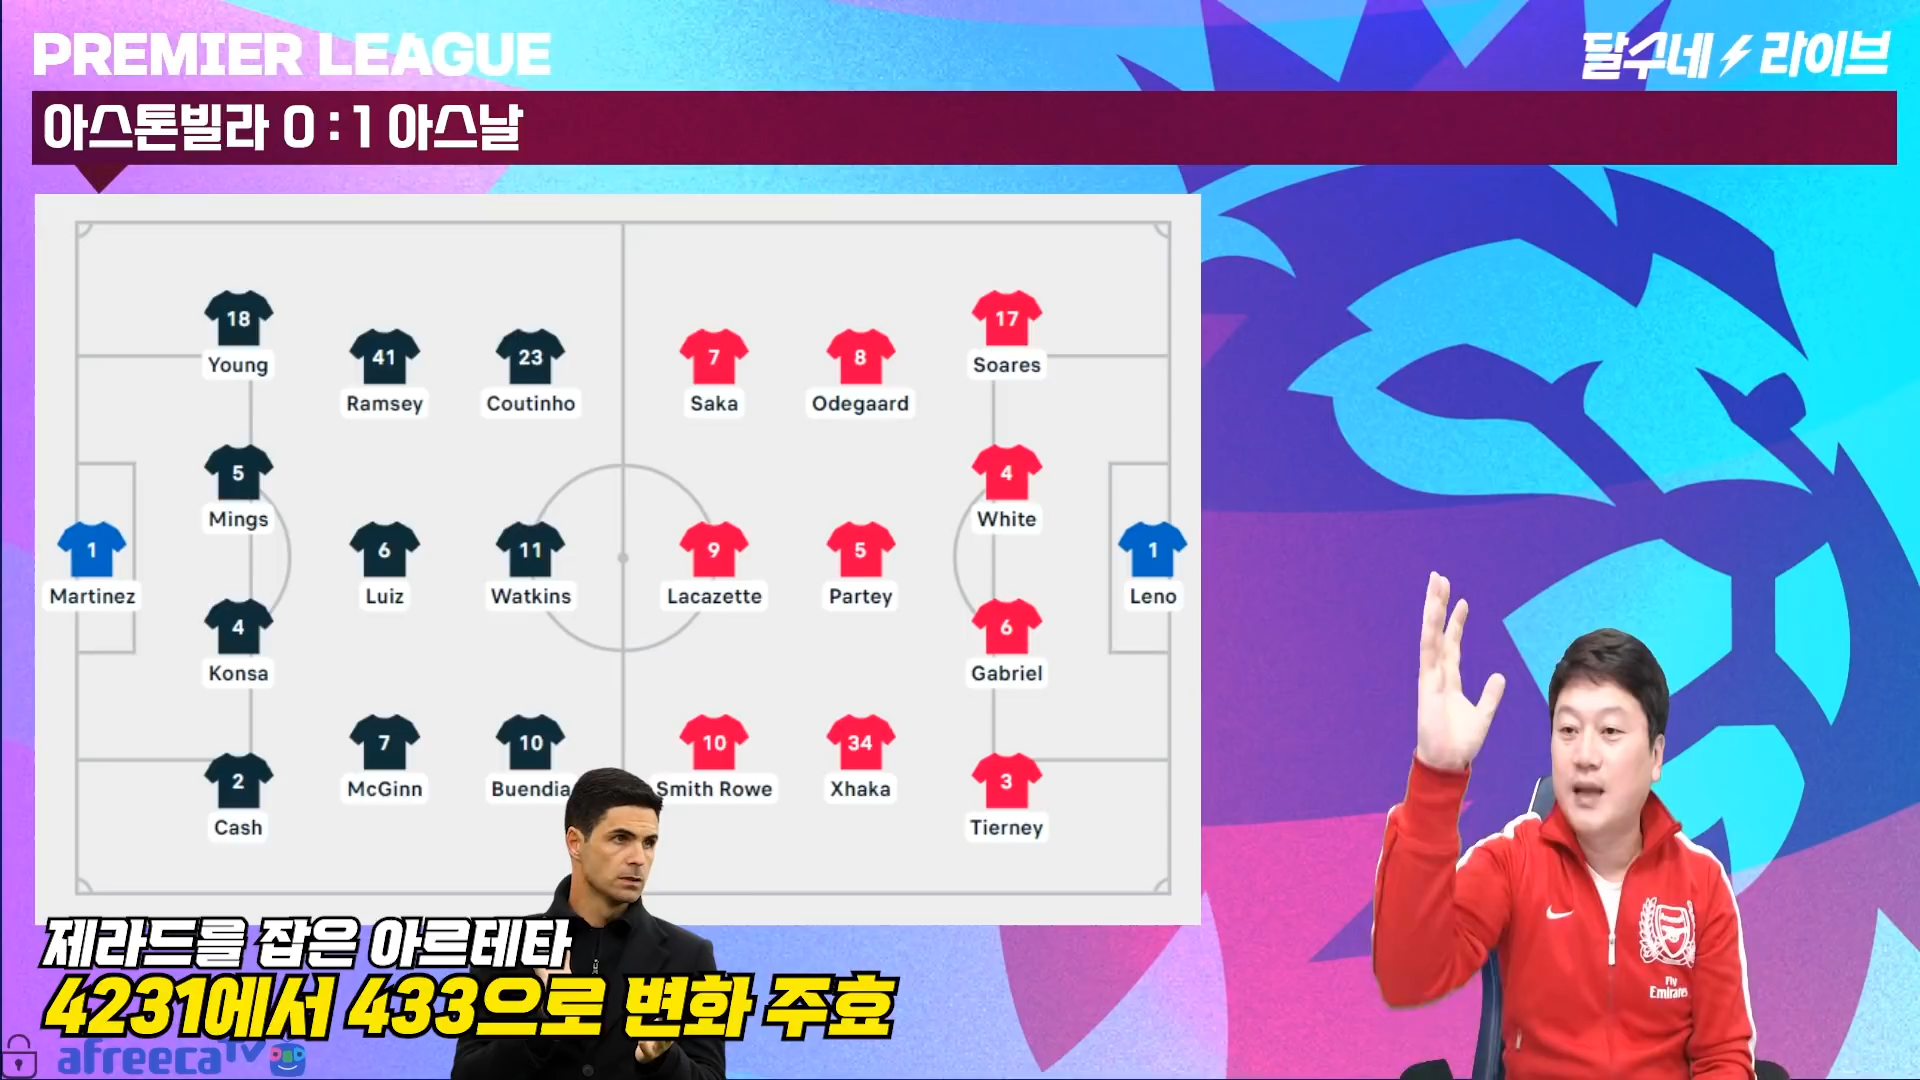 PREMIER LEAGUE
달수네 라이브
아스톤빌라 0 : 1 아스날
18
Young
41
Ramsey
23
Coutinho
7
Saka
8
Odegaard
17
Soares
5
Mings
4
White
1
Martinez
6
Luiz
11
Watkins
9
Lacazette
5
Partey
1
Leno
4
Konsa
6
Gabriel
7
McGinn
10
Buendia
10
Smith Rowe
34
Xhaka
2
Cash
3
Tierney
제라드를 잡은 아르테타
4231에서 433으로 변화 주효
afreecaTV
Fly
Emirates